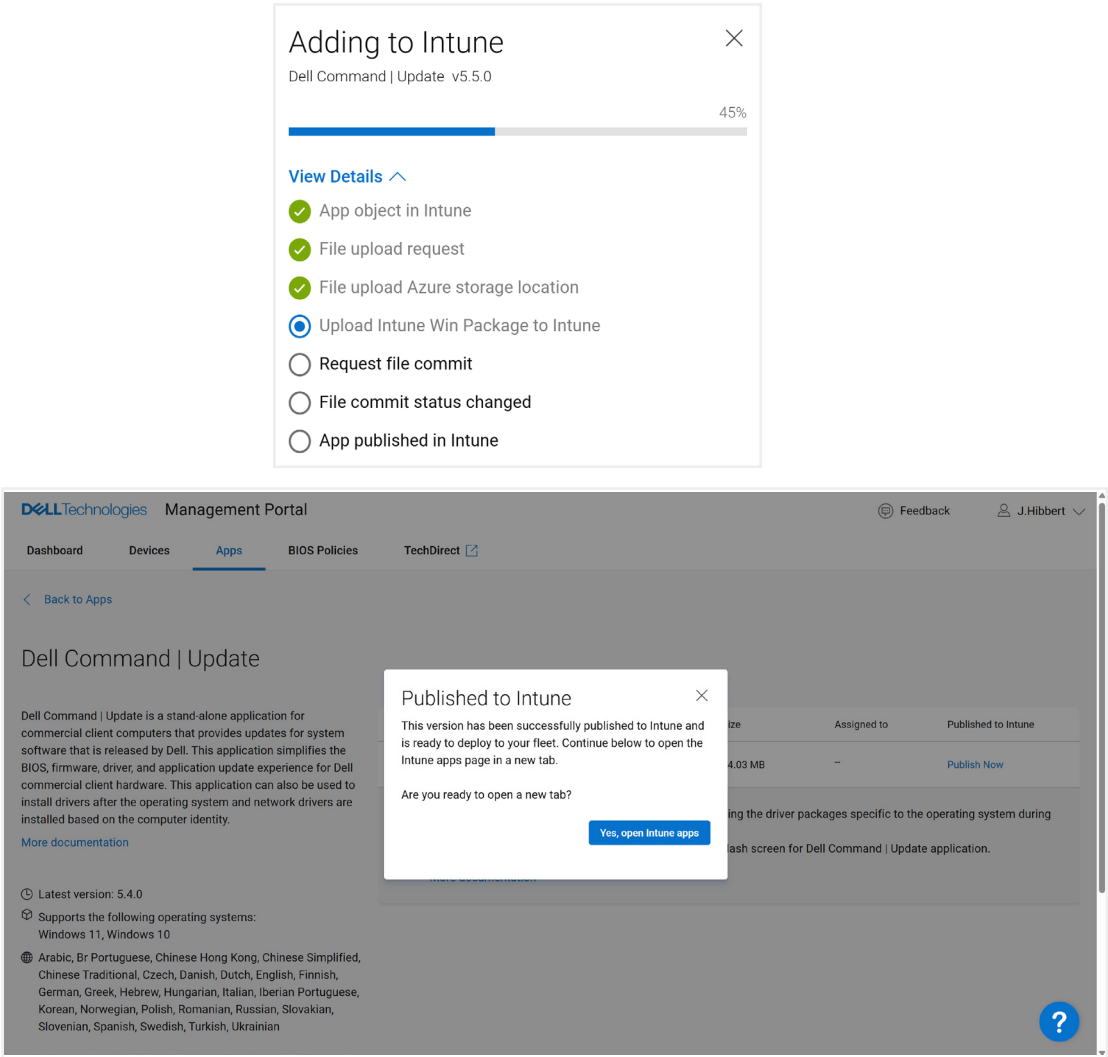 Adding to Intune
Dell Command | Update v5.5.0
45%
View Details
App object in Intune
File upload request
File upload Azure storage location
Upload Intune Win Package to Intune
Request file commit
File commit status changed
App published in Intune
DELLTechnologies Management Portal
Feedback
J.Hibbert
Dashboard Devices Apps BIOS Policies TechDirect
Back to Apps
Dell Command | Update
Dell Command | Update is a stand-alone application for
commercial client computers that provides updates for system
software that is released by Dell. This application simplifies the
BIOS, firmware, driver, and application update experience for Dell
commercial client hardware. This application can also be used to
install drivers after the operating system and network drivers are
installed based on the computer identity.
More documentation
Latest version: 5.4.0
Supports the following operating systems:
Windows 11, Windows 10
Arabic, Br Portuguese, Chinese Hong Kong, Chinese Simplified,
Chinese Traditional, Czech, Danish, Dutch, English, Finnish,
German, Greek, Hebrew, Hungarian, Italian, Iberian Portuguese,
Korean, Norwegian, Polish, Romanian, Russian, Slovakian,
Slovenian, Spanish, Swedish, Turkish, Ukrainian
Published to Intune
This version has been successfully published to Intune and
is ready to deploy to your fleet. Continue below to open the
Intune apps page in a new tab.
Are you ready to open a new tab?
Yes, open Intune apps
ize Assigned to Published to Intune
4.03 MB -- Publish Now
ing the driver packages specific to the operating system during
lash screen for Dell Command | Update application.
?